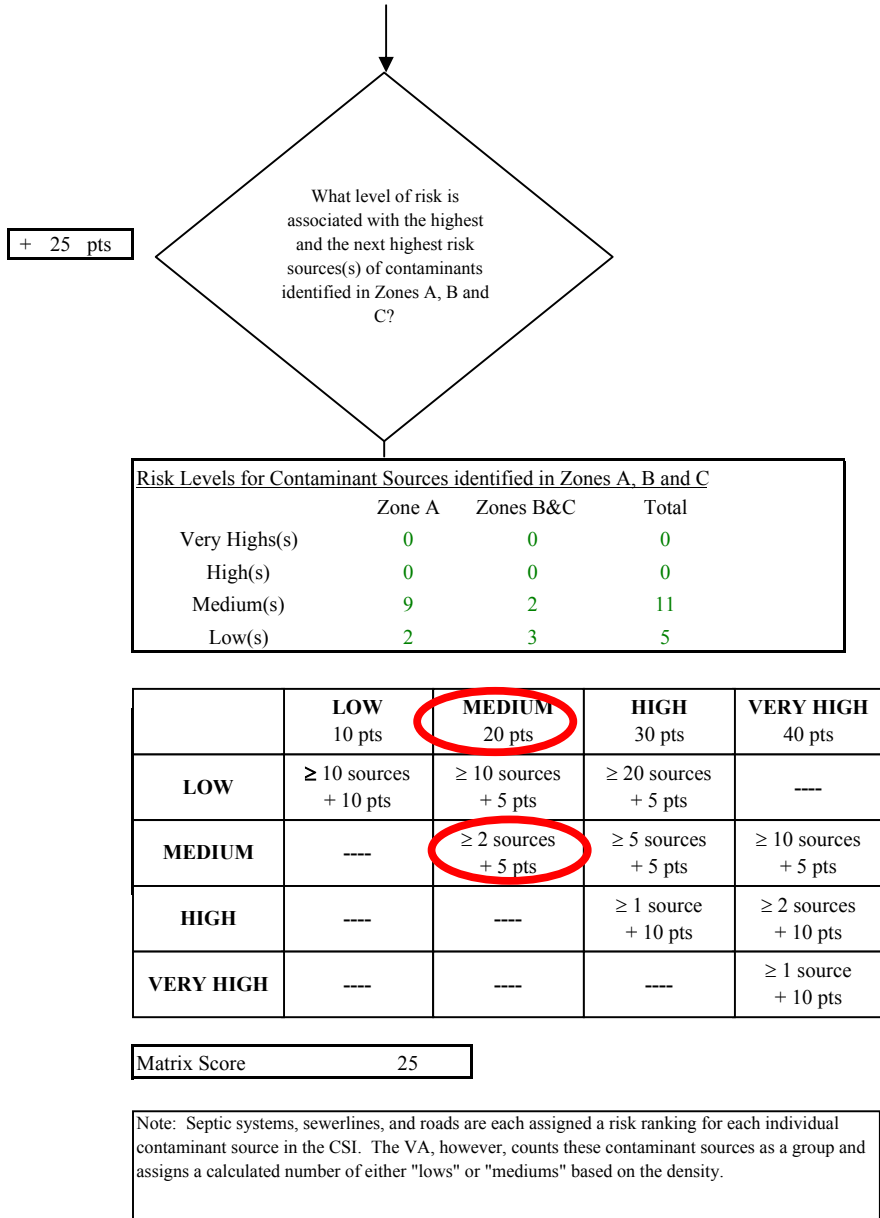 What level of risk is
associated with the highest
and the next highest risk
sources(s) of contaminants
identified in Zones A, B and
C?
+ 25 pts
Risk Levels for Contaminant Sources identified in Zones A, B and C
Zone A Zones B&C Total
Very Highs(s) 0 0 0
High(s) 0 0 0
Medium(s) 9 2 11
Low(s) 2 3 5
LOW MEDIUM HIGH VERY HIGH
10 pts 20 pts 30 pts 40 pts
LOW ≥ 10 sources + 10 pts ≥ 10 sources + 5 pts ≥ 20 sources + 5 pts ----
MEDIUM ---- ≥ 2 sources + 5 pts ≥ 5 sources + 5 pts ≥ 10 sources + 5 pts
HIGH ---- ---- ≥ 1 source + 10 pts ≥ 2 sources + 10 pts
VERY HIGH ---- ---- ---- ≥ 1 source + 10 pts
Matrix Score 25
Note: Septic systems, sewerlines, and roads are each assigned a risk ranking for each individual
contaminant source in the CSI. The VA, however, counts these contaminant sources as a group and
assigns a calculated number of either "lows" or "mediums" based on the density.